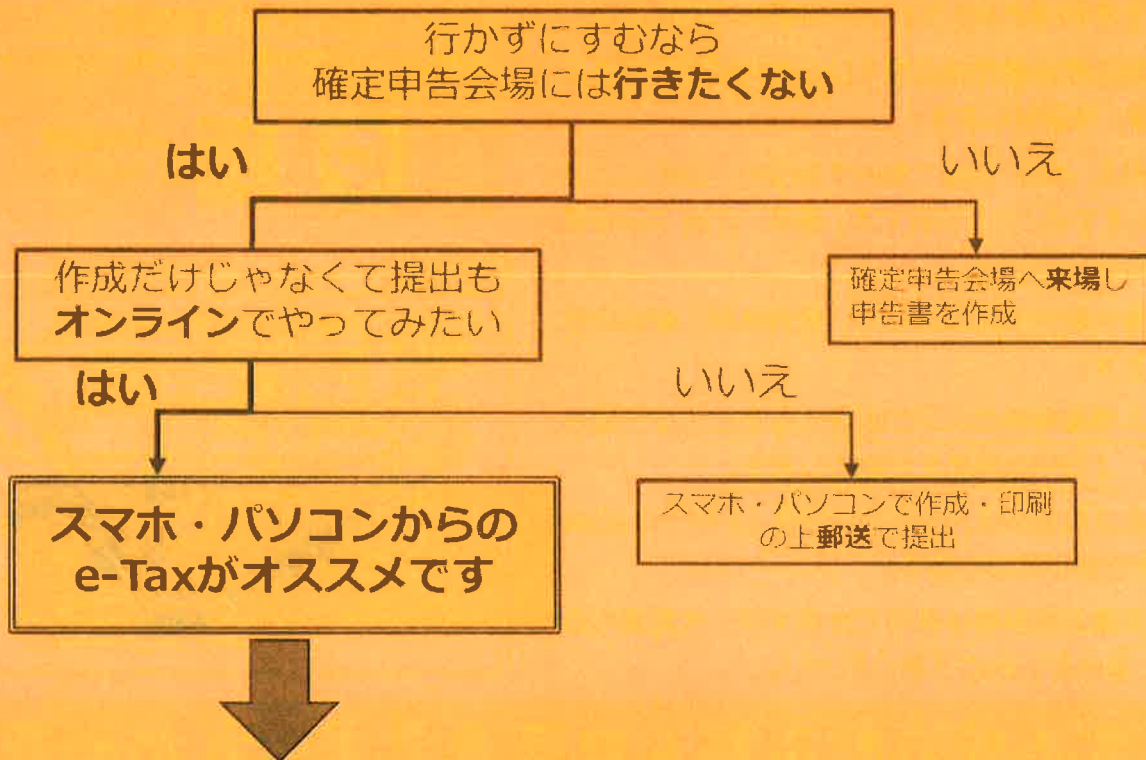 行かずにすむなら
確定申告会場には行きたくない
はい
いいえ
作成だけじゃなくて提出も
オンラインでやってみたい
確定申告会場へ来場し
申告書を作成
はい
いいえ
スマホ・パソコンからの
e-Taxがオススメです
スマホ・パソコンで作成・印刷
の上郵送で提出